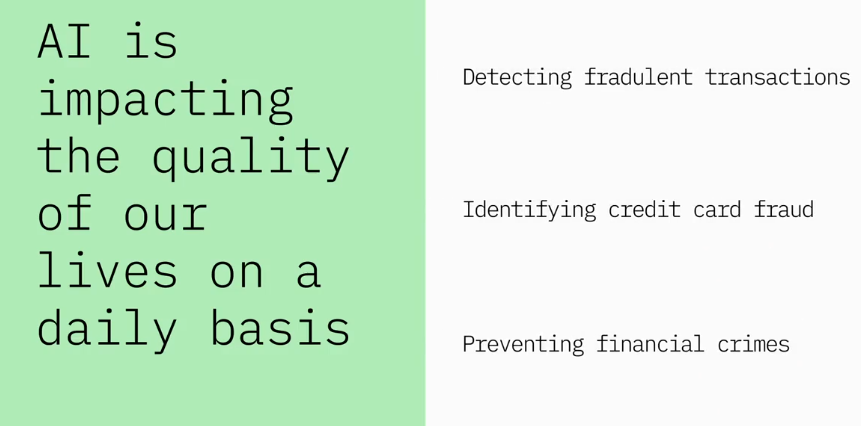 AI is
impacting
the quality
of our
lives on a
daily basis
Detecting fradulent transactions
Identifying credit card fraud
Preventing financial crimes